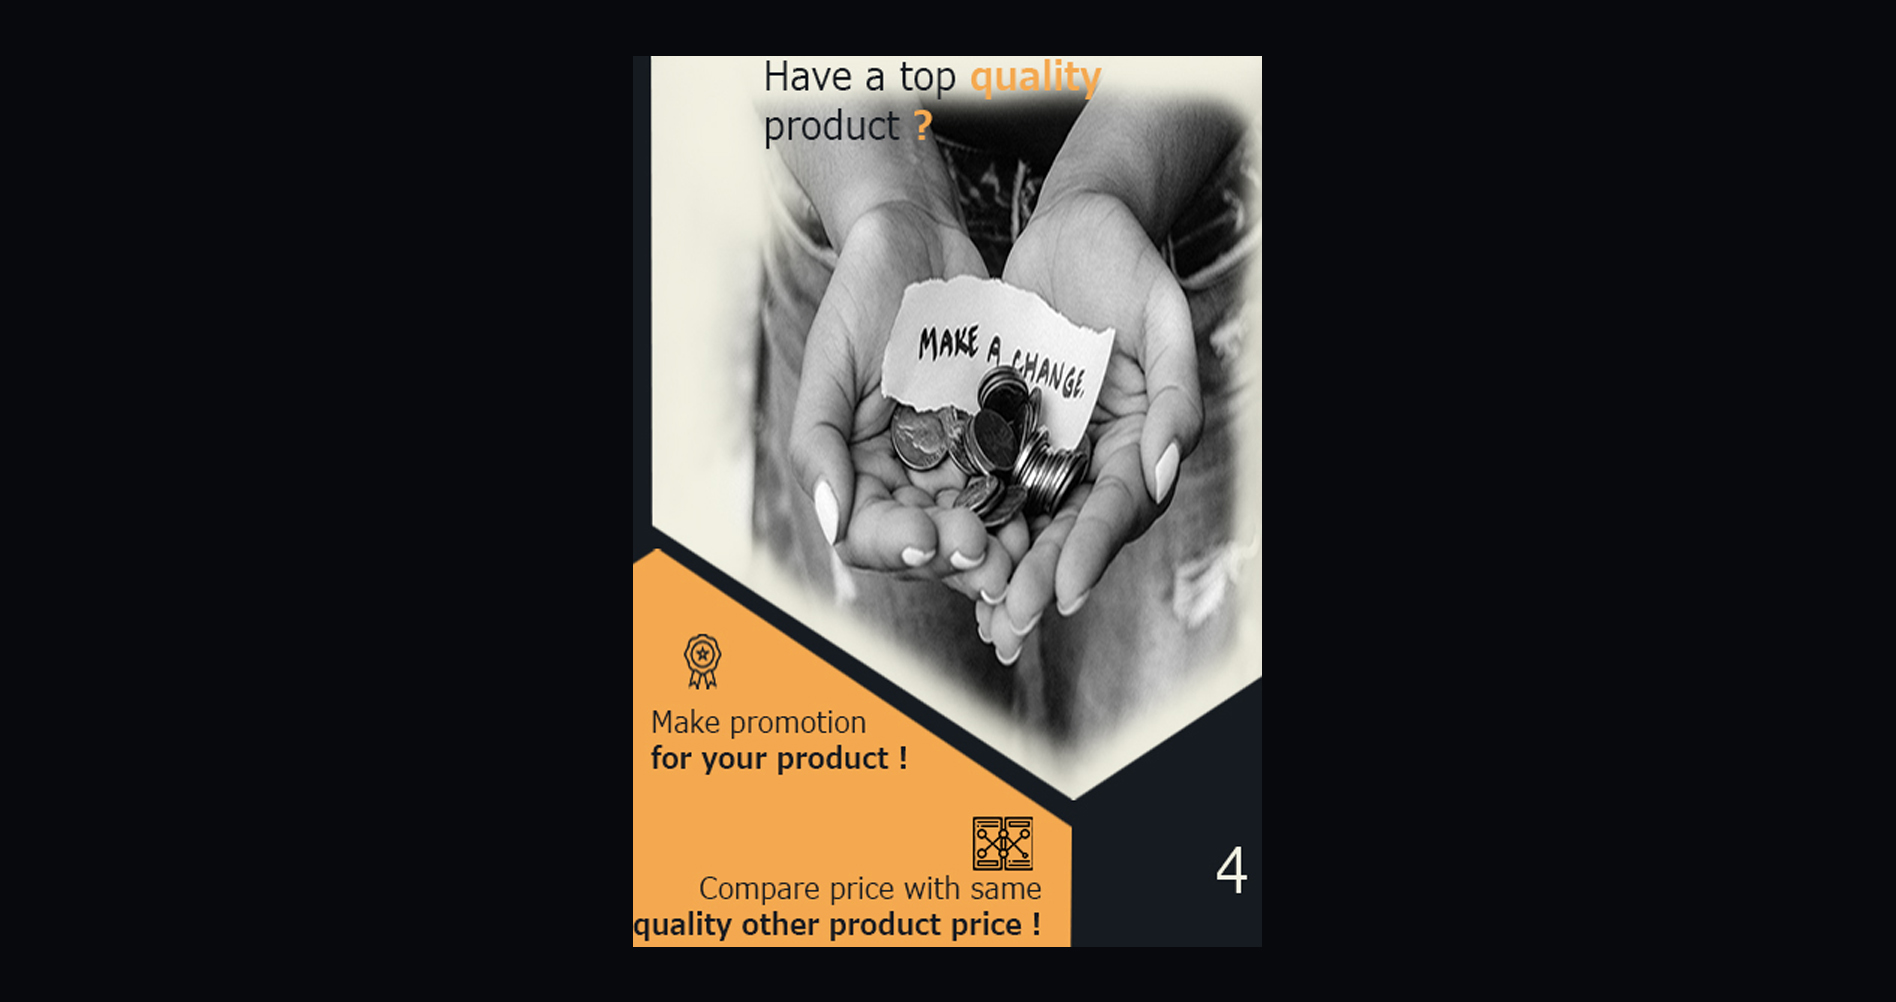 Have a top quality
product ?
MAKE A CHANGE.
Make promotion
for your product !
Compare price with same
quality other product price !
4